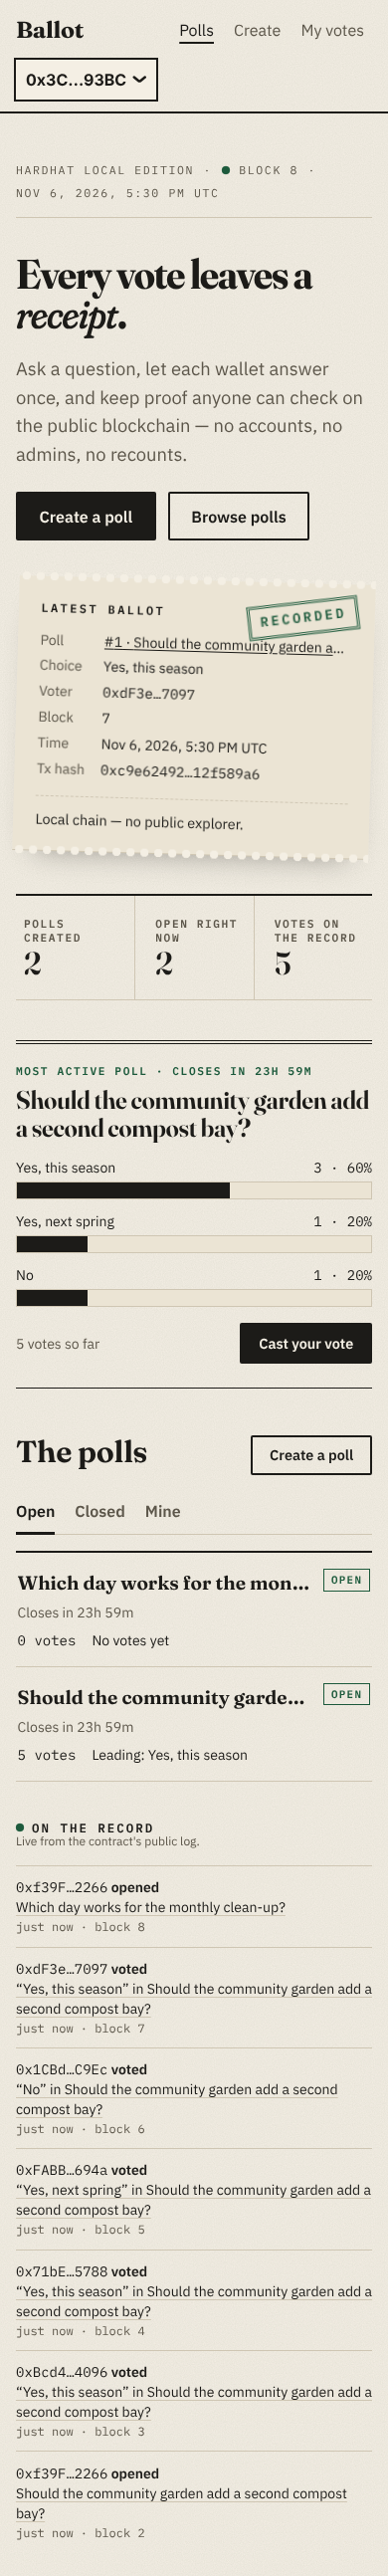 Ballot
Polls Create My votes
0x3C...93BC
HARDHAT LOCAL EDITION · BLOCK 8 ·
NOV 6, 2026, 5:30 PM UTC
Every vote leaves a
receipt.
Ask a question, let each wallet answer
once, and keep proof anyone can check on
the public blockchain — no accounts, no
admins, no recounts.
Create a poll Browse polls
LATEST BALLOT
RECORDED
Poll #1 · Should the community garden a…
Choice Yes, this season
Voter 0xdF3e…7097
Block 7
Time Nov 6, 2026, 5:30 PM UTC
Tx hash 0xc9e62492…12f589a6
Local chain — no public explorer.
POLLS
CREATED
2
OPEN RIGHT
NOW
2
VOTES ON
THE RECORD
5
MOST ACTIVE POLL · CLOSES IN 23H 59M
Should the community garden add
a second compost bay?
Yes, this season 3 · 60%
Yes, next spring 1 · 20%
No 1 · 20%
5 votes so far Cast your vote
The polls Create a poll
Open Closed Mine
Which day works for the mon… OPEN
Closes in 23h 59m
0 votes No votes yet
Should the community garde… OPEN
Closes in 23h 59m
5 votes Leading: Yes, this season
ON THE RECORD
Live from the contract's public log.
0xf39F…2266 opened
Which day works for the monthly clean-up?
just now · block 8
0xdF3e…7097 voted
“Yes, this season” in Should the community garden add a
second compost bay?
just now · block 7
0x1CBd…C9Ec voted
“No” in Should the community garden add a second
compost bay?
just now · block 6
0xFABB…694a voted
“Yes, next spring” in Should the community garden add a
second compost bay?
just now · block 5
0x71bE…5788 voted
“Yes, this season” in Should the community garden add a
second compost bay?
just now · block 4
0xBcd4…4096 voted
“Yes, this season” in Should the community garden add a
second compost bay?
just now · block 3
0xf39F…2266 opened
Should the community garden add a second compost
bay?
just now · block 2